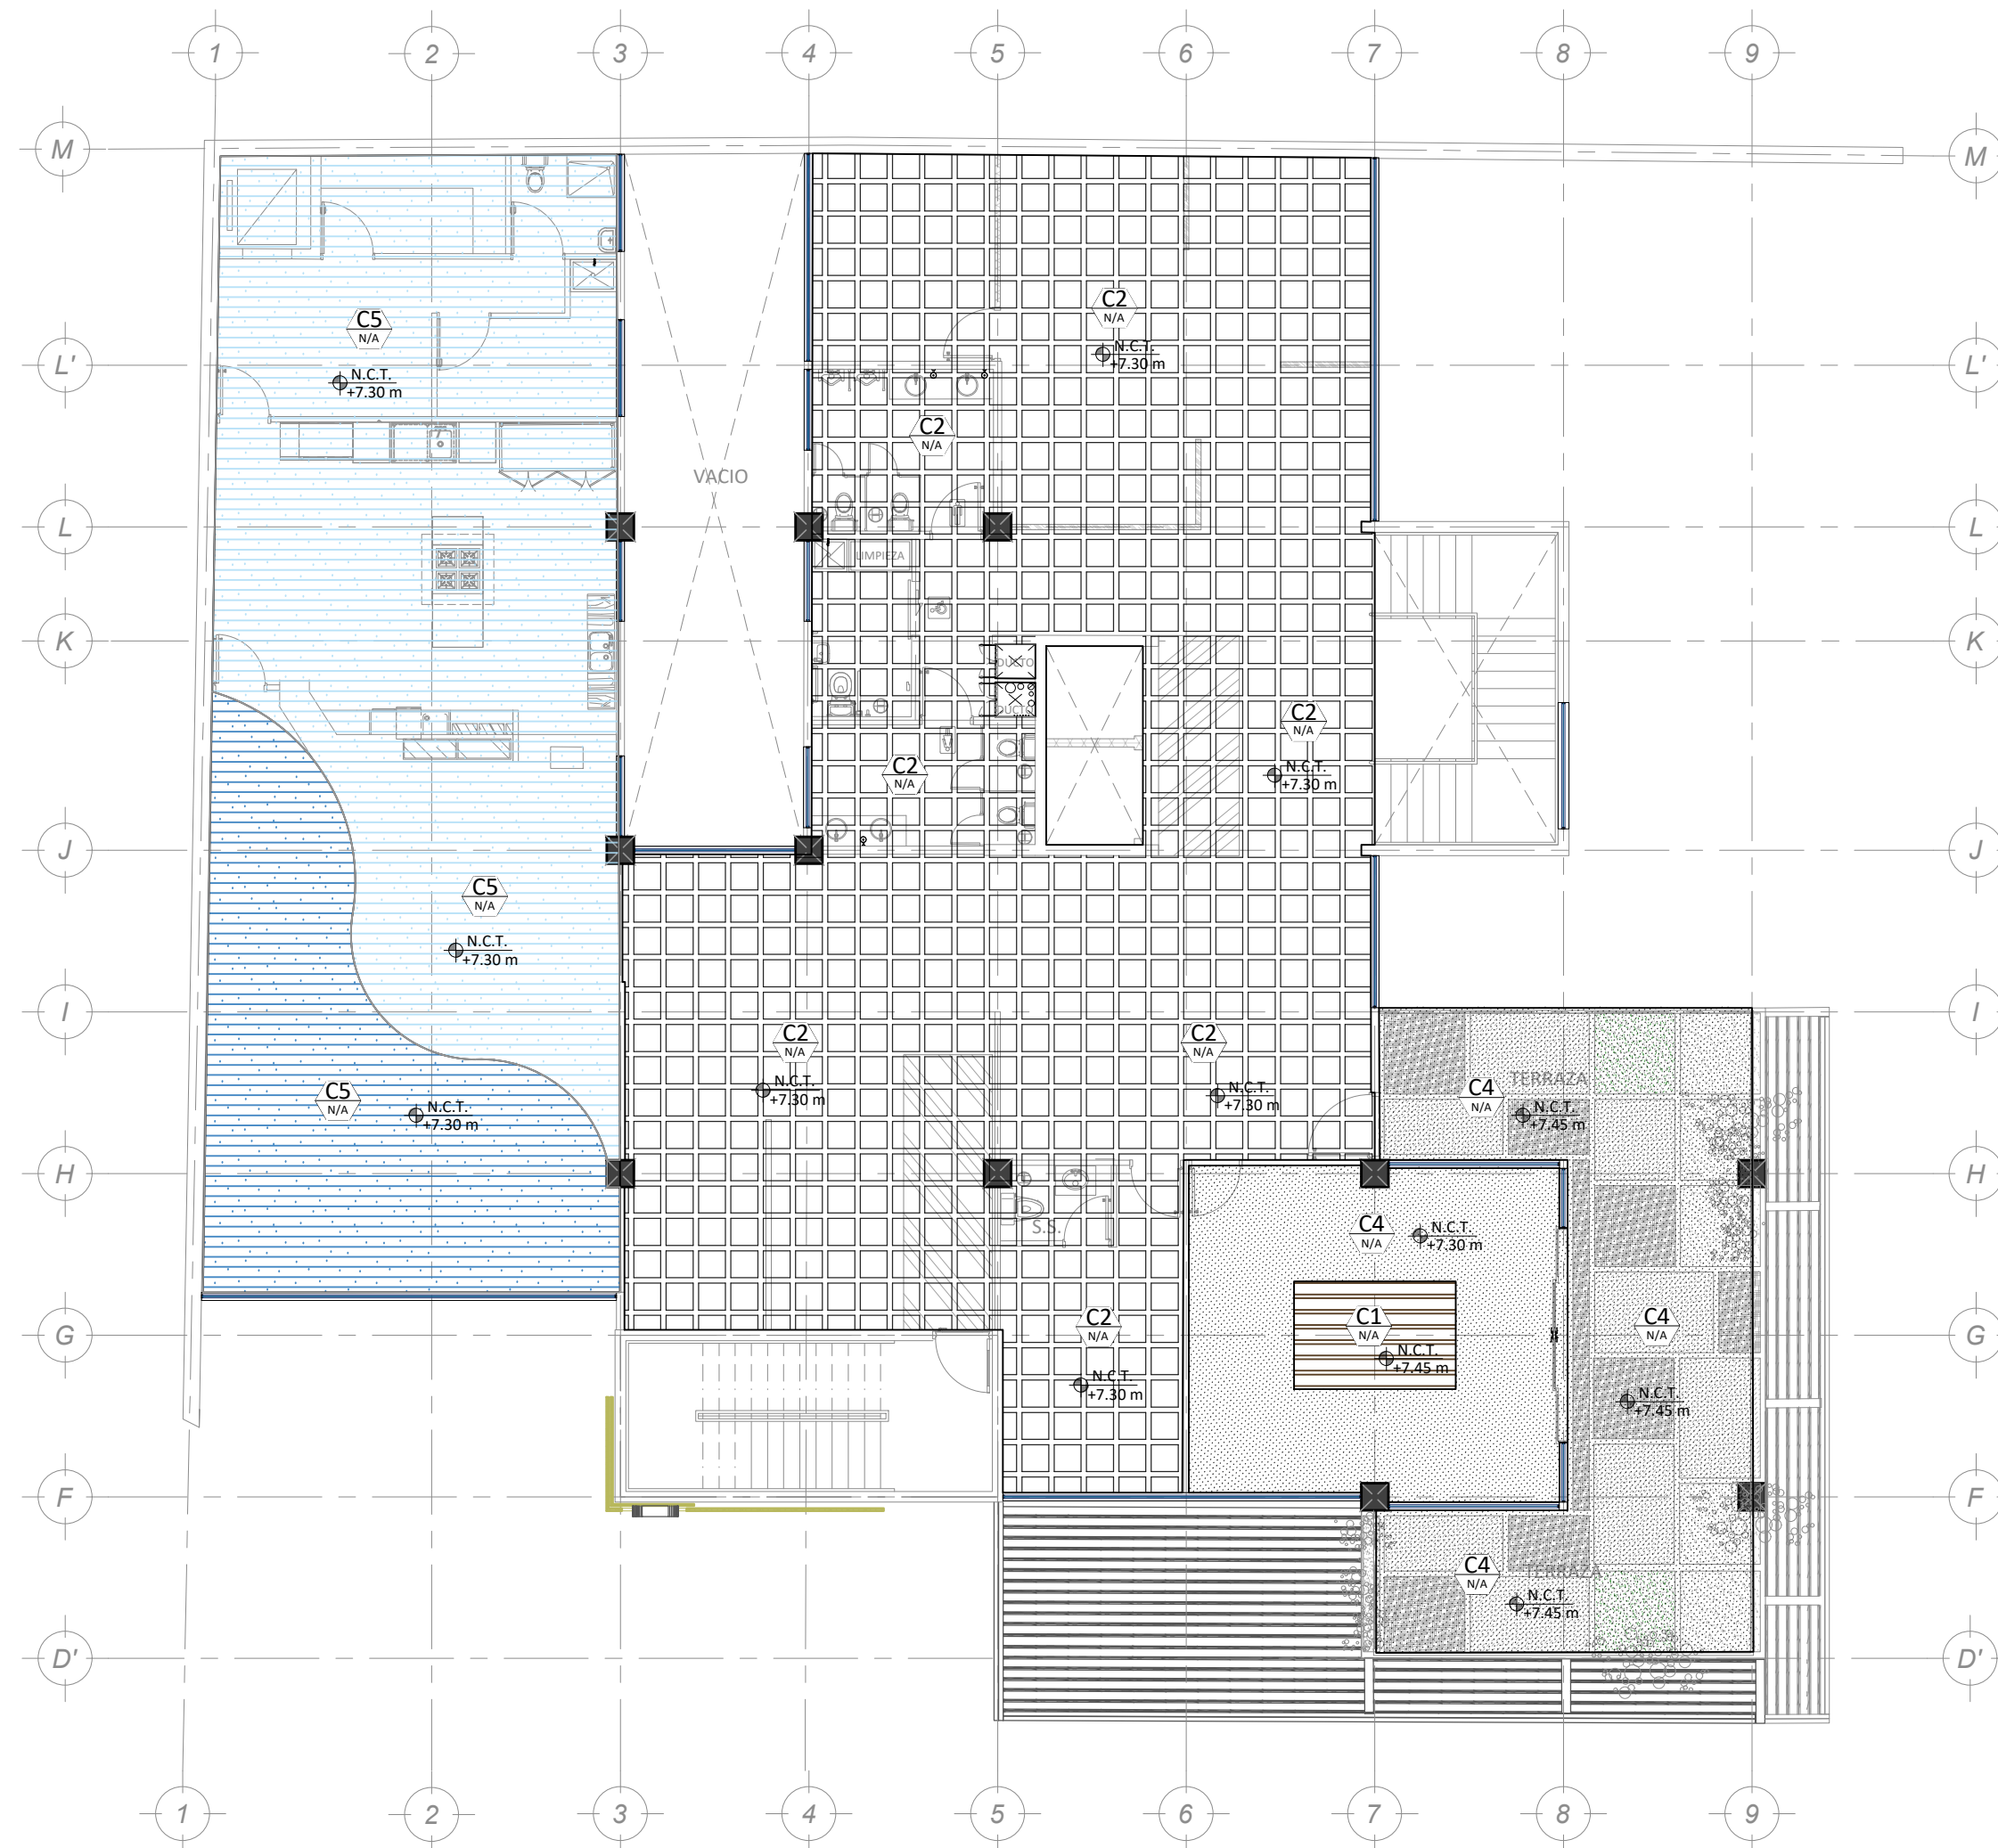 1 2 3 4 5 6 7 8 9
M M
C2
N/A
C5
N/A
N.C.T.
+7.30 m
L' L'
N.C.T.
+7.30 m
C2
N/A
VACIO
L L
LIMPIEZA
K K
DUCTO
DUCTO
C2
N/A
C2
N/A
N.C.T.
+7.30 m
J J
C5
N/A
N.C.T.
+7.30 m
I I
C2
N/A
C2
N/A
TERRAZA
C4
N/A
C5
N/A
N.C.T.
+7.30 m
N.C.T.
+7.30 m
N.C.T.
+7.30 m
N.C.T.
+7.45 m
H H
S.S.
C4
N/A
N.C.T.
+7.30 m
C2
N/A
C1
N/A
C4
N/A
G G
N.C.T.
+7.45 m
N.C.T.
+7.30 m
N.C.T.
+7.45 m
F F
C4
N/A
TERRAZA
N.C.T.
+7.45 m
D' D'
1 2 3 4 5 6 7 8 9